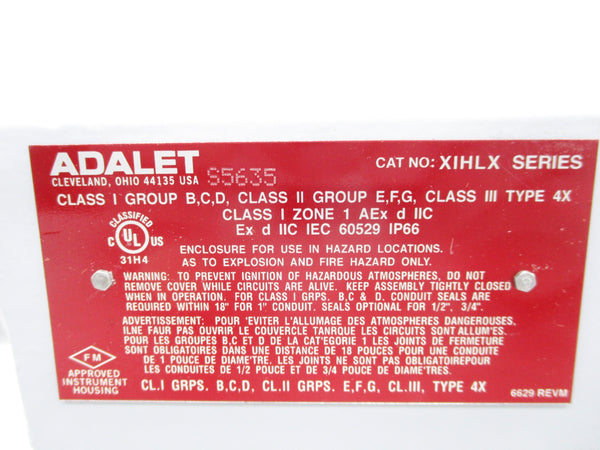 ADALET
CLEVELAND, OHIO 44135 USA S5635
CAT NO: XIHLX SERIES
CLASS I GROUP B,C,D, CLASS II GROUP E,F,G, CLASS III TYPE 4X
CLASS I ZONE 1 AEx d IIC
Ex d IIC IEC 60529 IP66
CLASSIFIED
C UL US
31H4
ENCLOSURE FOR USE IN HAZARD LOCATIONS.
AS TO EXPLOSION AND FIRE HAZARD ONLY.
WARNING: TO PREVENT IGNITION OF HAZARDOUS ATMOSPHERES, DO NOT
REMOVE COVER WHILE CIRCUITS ARE ALIVE. KEEP ASSEMBLY TIGHTLY CLOSED
WHEN IN OPERATION. FOR CLASS I GRPS. B,C & D. CONDUIT SEALS ARE
REQUIRED WITHIN 18" FOR 1" CONDUIT. SEALS OPTIONAL FOR 1/2", 3/4".
ADVERTISSEMENT: POUR 'EVITER L'ALLUMAGE DES ATMOSPHERES DANGEROUSES,
ILNE FAUT PAS OUVRIR LE COUVERCLE TANQUE LES CIRCUITS SONT ALLUM'ES.
POUR LES GROUPES B,C ET D DE LA CAT'EGORIE 1 LES JOINTS DE FERMETURE
SONT OBLIGATOIRES DANS UNE DISTANCE DE 18 POUCES POUR UNE CONDUITE
DE 1 POUCE DE DIAME'TRE. LES JOINTS NE SONT PAS OBLIGATOIREPOUR
LES CONDUITES DE 1/2 POUCE ET DE 3/4 POUCE DE DIAME'TRES.
FM
APPROVED
INSTRUMENT
HOUSING
CL.I GRPS. B,C,D, CL.II GRPS. E,F,G, CL.III, TYPE 4X
6629 REVM